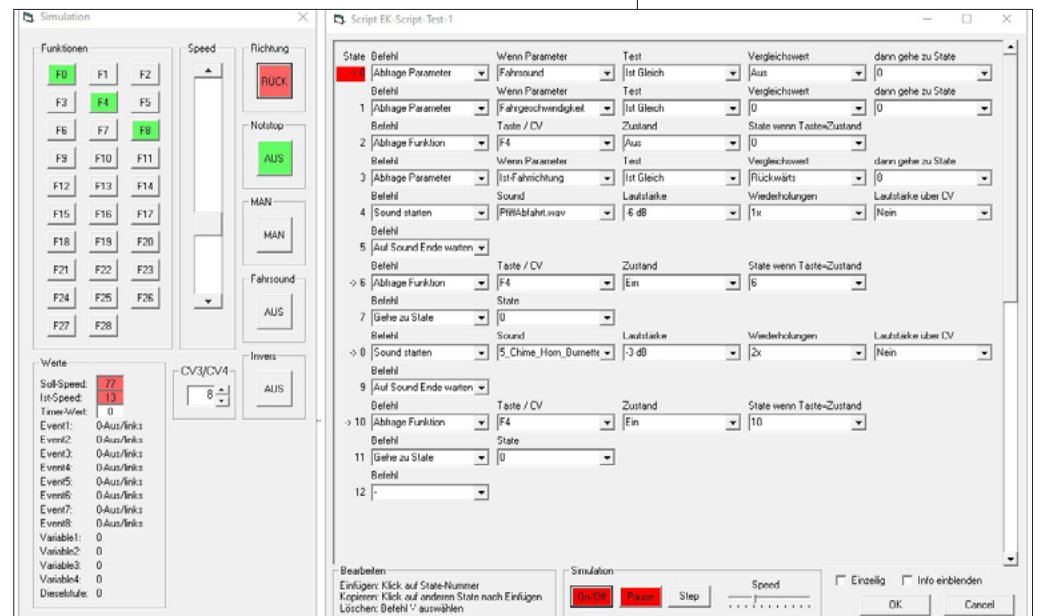 Simulation
Funktionen
F0 F1 F2
F3 F4 F5
F6 F7 F8
F9 F10 F11
F12 F13 F14
F15 F16 F17
F18 F19 F20
F21 F22 F23
F24 F25 F26
F27 F28
Speed
Richtung
RÜCK
Notstop
AUS
MAN
MAN
Fahrsound
AUS
Invers
AUS
CV3/CV4
8
Werte
Soll-Speed: 77
Ist-Speed: 13
Timer-Wert: 0
Event1: 0-Aus/links
Event2: 0-Aus/links
Event3: 0-Aus/links
Event4: 0-Aus/links
Event5: 0-Aus/links
Event6: 0-Aus/links
Event7: 0-Aus/links
Event8: 0-Aus/links
Variable1: 0
Variable2: 0
Variable3: 0
Variable4: 0
Dieselstufe: 0
Script EK-Script-Test-1
State Befehl Wenn Parameter Test Vergleichswert dann gehe zu State
-> 0 Abfrage Parameter Fahrsound Ist Gleich Aus 0
Befehl Wenn Parameter Test Vergleichswert dann gehe zu State
1 Abfrage Parameter Fahrgeschwindigkeit Ist Gleich 0 0
Befehl Taste / CV Zustand State wenn Taste=Zustand
2 Abfrage Funktion F4 Aus 0
Befehl Wenn Parameter Test Vergleichswert dann gehe zu State
3 Abfrage Parameter Ist-Fahrrichtung Ist Gleich Rückwärts 8
Befehl Sound Lautstärke Wiederholungen Lautstärke über CV
4 Sound starten PfiffAbfahrt.wav -6 dB 1x Nein
Befehl
5 Auf Sound Ende warten
Befehl Taste / CV Zustand State wenn Taste=Zustand
-> 6 Abfrage Funktion F4 Ein 6
Befehl State
7 Gehe zu State 0
Befehl Sound Lautstärke Wiederholungen Lautstärke über CV
-> 8 Sound starten 5_Chime_Horn_Burnette -3 dB 2x Nein
Befehl
9 Auf Sound Ende warten
Befehl Taste / CV Zustand State wenn Taste=Zustand
-> 10 Abfrage Funktion F4 Ein 10
Befehl State
11 Gehe zu State 0
Befehl
12 -
Bearbeiten
Einfügen: Klick auf State-Nummer
Kopieren: Klick auf anderen State nach Einfügen
Löschen: Befehl '-' auswählen
Simulation
On/Off Pause Step
Speed
Einzeilig Info einblenden
OK Cancel